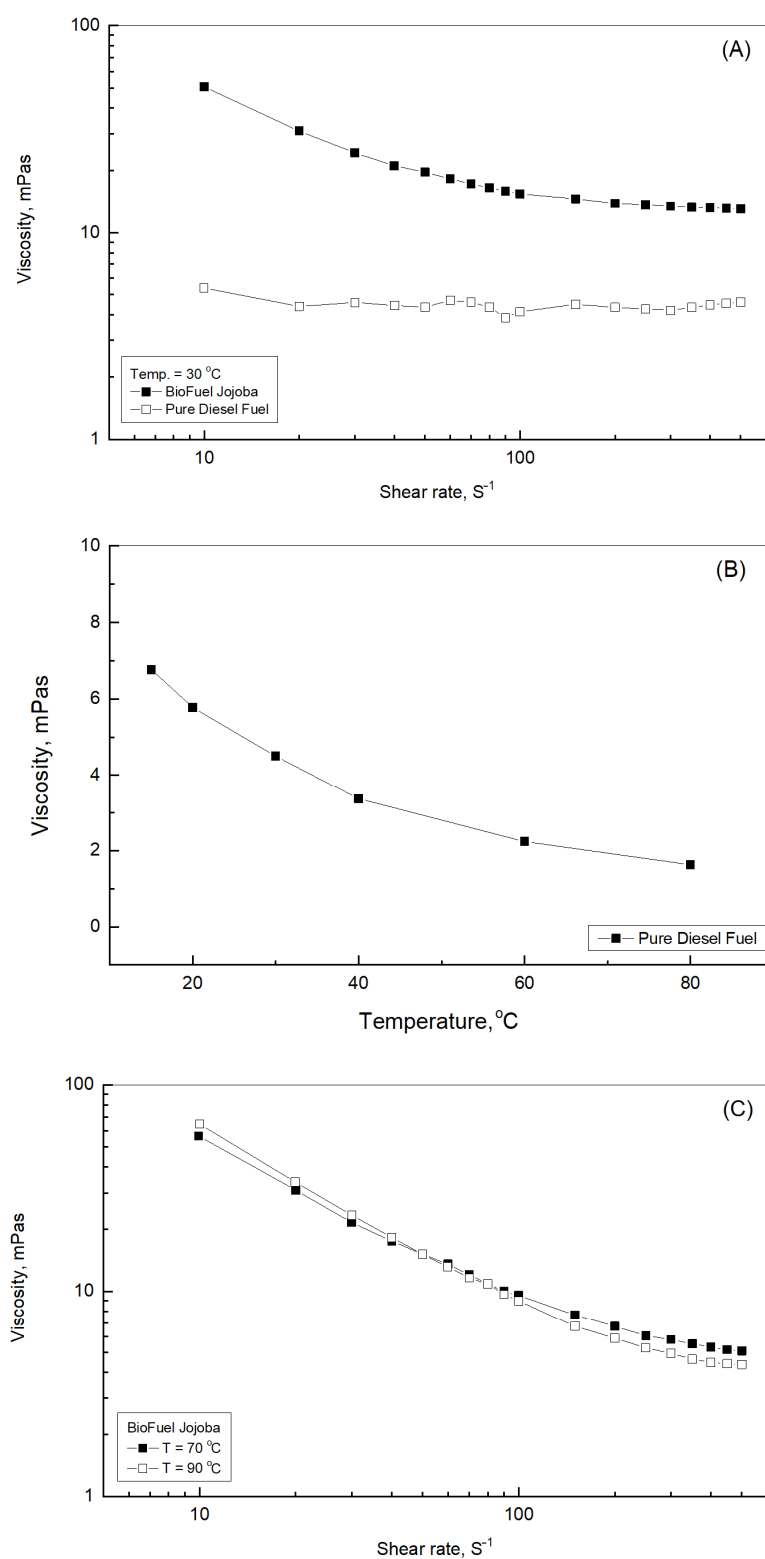 (A)
100
10
1
Viscosity, mPas
Temp. = 30 °C
BioFuel Jojoba
Pure Diesel Fuel
10
100
Shear rate, S⁻¹
(B)
10
8
6
4
2
0
Viscosity, mPas
Pure Diesel Fuel
20
40
60
80
Temperature, °C
(C)
100
10
1
Viscosity, mPas
BioFuel Jojoba
T = 70 °C
T = 90 °C
10
100
Shear rate, S⁻¹